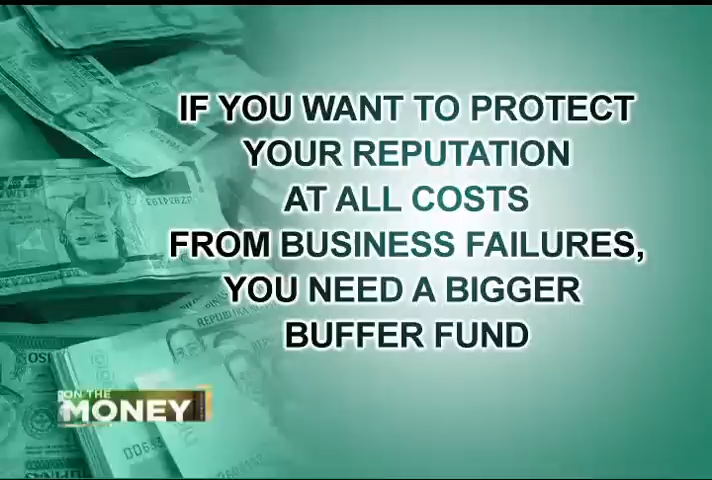 IF YOU WANT TO PROTECT
YOUR REPUTATION
AT ALL COSTS
FROM BUSINESS FAILURES,
YOU NEED A BIGGER
BUFFER FUND
ON THE
MONEY